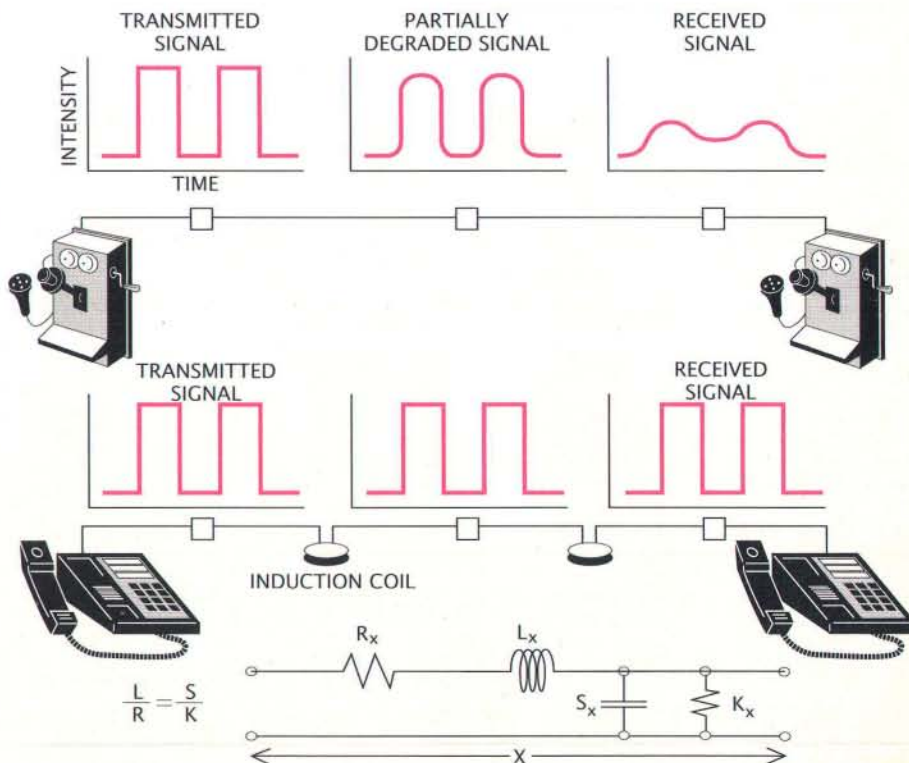 TRANSMITTED
SIGNAL
PARTIALLY
DEGRADED SIGNAL
RECEIVED
SIGNAL
INTENSITY
TIME
TRANSMITTED
SIGNAL
RECEIVED
SIGNAL
INDUCTION COIL
Rx
Lx
Sx
Kx
L/R = S/K
X